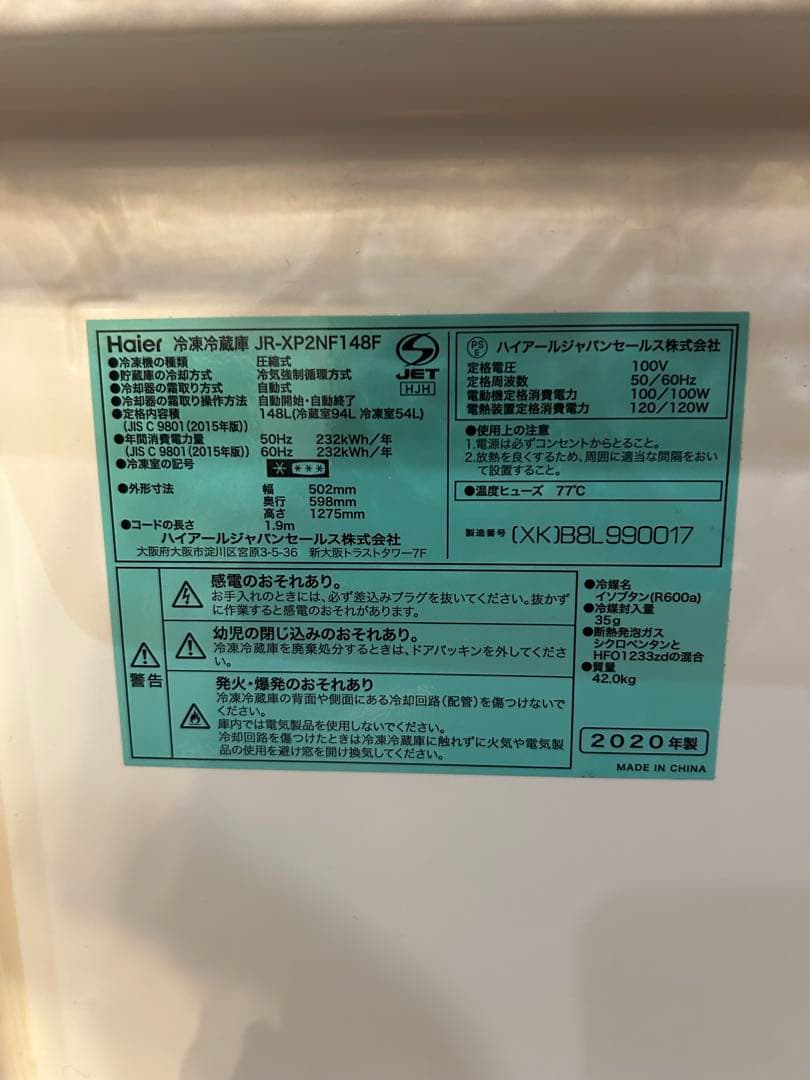 Haier 冷凍冷蔵庫 JR-XP2NF148F
●冷凍機の種類 圧縮式
●貯蔵庫の冷却方式 冷気強制循環方式
●冷却器の霜取り方式 自動式
●冷却器の霜取操作方法 自動開始・自動終了
●定格内容積 148L(冷蔵室94L 冷凍室54L)
(JIS C 9801(2015年版))
●年間消費電力量 50Hz 232kWh/年
(JIS C 9801(2015年版)) 60Hz 232kWh/年
●冷凍室の記号
●外形寸法 幅 502mm
奥行 598mm
高さ 1275mm
●コードの長さ 1.9m
ハイアールジャパンセールス株式会社
大阪府大阪市淀川区宮原3-5-36 新大阪トラストタワー7F
S
JET
HJH
PS
E
ハイアールジャパンセールス株式会社
定格電圧 100V
定格周波数 50/60Hz
電動機定格消費電力 100/100W
電熱装置定格消費電力 120/120W
●使用上の注意
1.電源は必ずコンセントからとること。
2.放熱を良くするため、周囲に適当な間隔をおい
て設置すること。
●温度ヒューズ 77℃
製造番号 (XK)B8L990017
警告
感電のおそれあり。
お手入れのときには、必ず差込みプラグを抜いてください。抜かず
に作業すると感電のおそれがあります。
幼児の閉じ込めのおそれあり。
冷凍冷蔵庫を廃棄処分するときは、ドアパッキンを外してくださ
い。
発火・爆発のおそれあり
冷凍冷蔵庫の背面や側面にある冷却回路(配管)を傷つけないで
ください。
庫内では電気製品を使用しないでください。
冷却回路を傷つけたときは冷凍冷蔵庫に触れずに火気や電気製
品の使用を避け窓を開け換気してください。
●冷媒名
イソブタン(R600a)
●冷媒封入量
35g
●断熱発泡ガス
シクロペンタンと
HFO1233zdの混合
●質量
42.0kg
2020年製
MADE IN CHINA